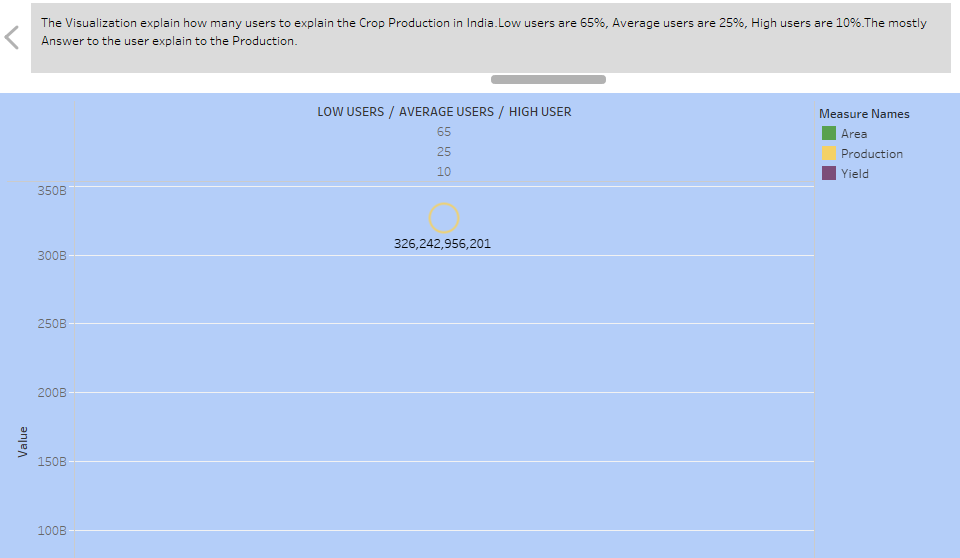 The Visualization explain how many users to explain the Crop Production in India.Low users are 65%, Average users are 25%, High users are 10%.The mostly
Answer to the user explain to the Production.
LOW USERS / AVERAGE USERS / HIGH USER
65
25
10
Measure Names
Area
Production
Yield
350B
326,242,956,201
300B
250B
200B
Value
150B
100B